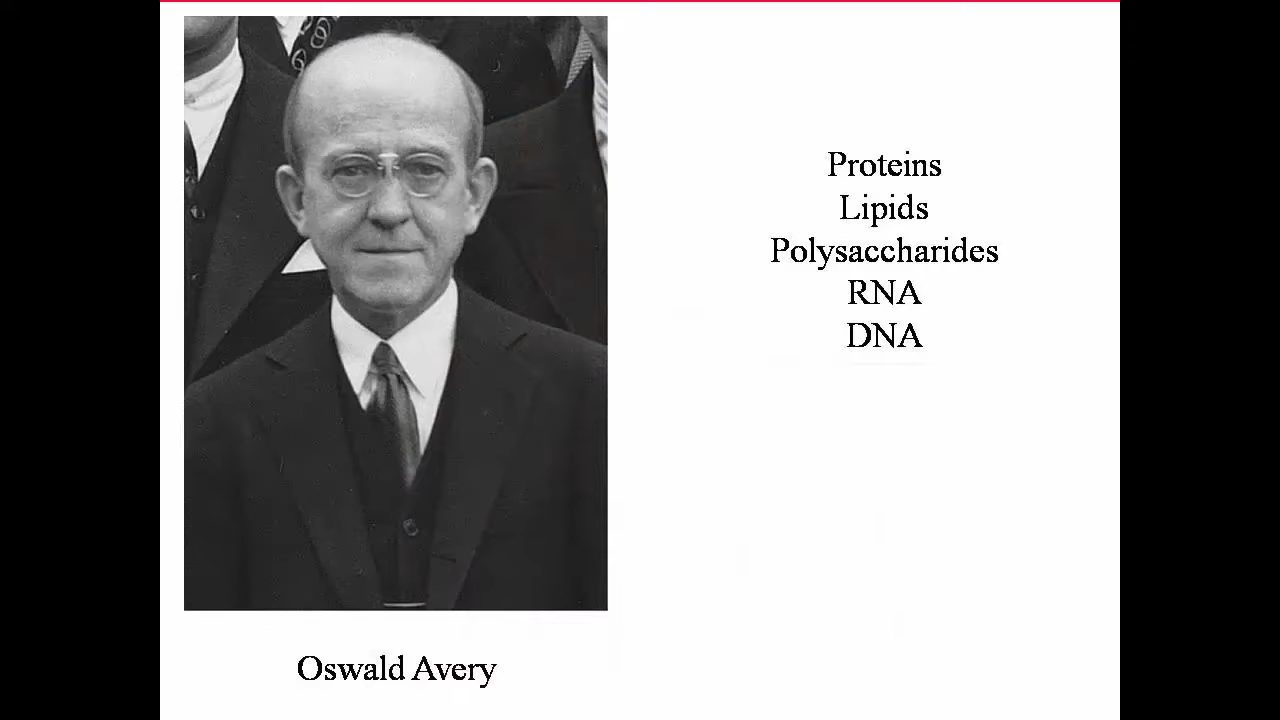 Proteins
Lipids
Polysaccharides
RNA
DNA
Oswald Avery